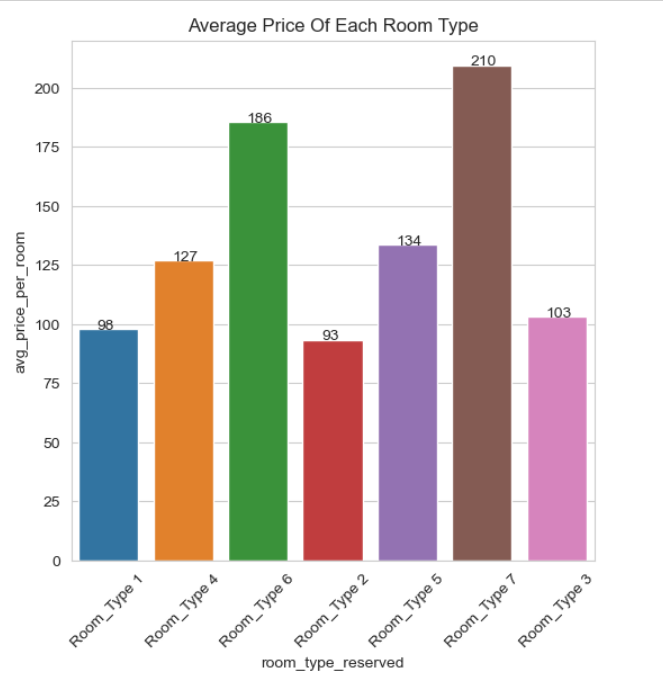 Average Price Of Each Room Type
avg_price_per_room
200
175
150
125
100
75
50
25
0
98
127
186
93
134
210
103
Room_Type 1
Room_Type 4
Room_Type 6
Room_Type 2
Room_Type 5
Room_Type 7
Room_Type 3
room_type_reserved